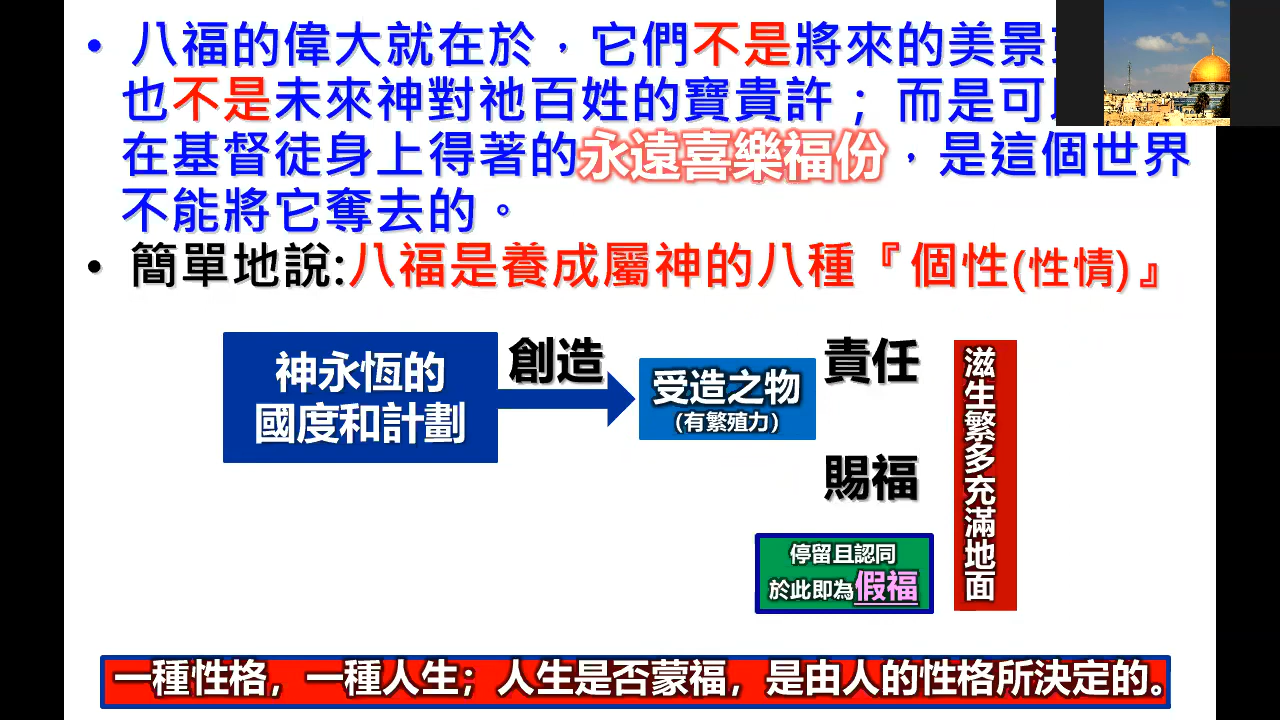 • 八福的偉大就在於，它們不是將來的美景
也不是未來神對祂百姓的寶貴許；而是可
在基督徒身上得著的永遠喜樂福份，是這個世界
不能將它奪去的。
• 簡單地說:八福是養成屬神的八種『個性(性情)』
神永恆的
國度和計劃
創造
受造之物
(有繁殖力)
責任
賜福
滋生繁多充滿地面
停留且認同
於此即為假福
一種性格，一種人生；人生是否蒙福，是由人的性格所決定的。